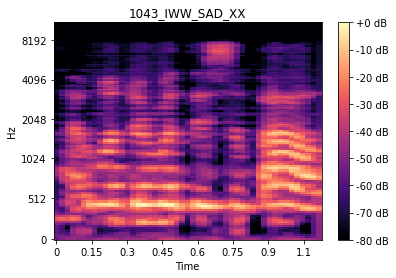 1043_IWW_SAD_XX
+0 dB
8192
-10 dB
4096
-20 dB
-30 dB
2048
Hz
-40 dB
1024
-50 dB
512
-60 dB
-70 dB
0
-80 dB
0 0.15 0.3 0.45 0.6 0.75 0.9 1.1
Time